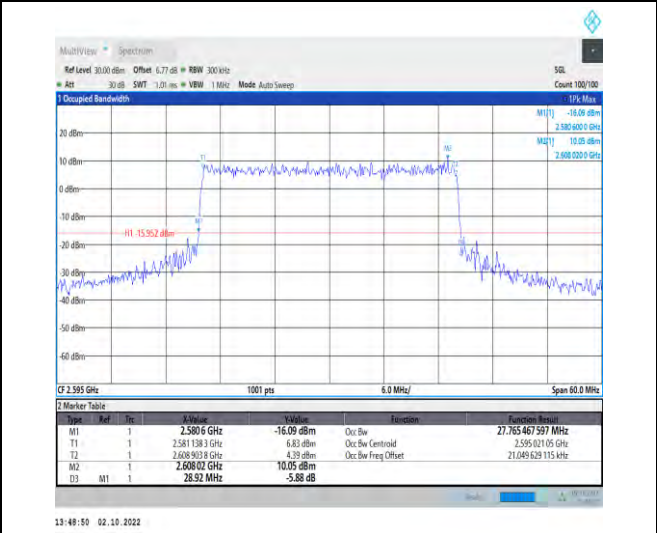 MultiView Spectrum
Ref Level 30.00 dBm Offset 6.77 dB RBW 300 kHz SGL
Att 30 dB SWT 1.01 ms VBW 1 MHz Mode Auto Sweep Count 100/100
1 Occupied Bandwidth 1Pk Max
M1[1] -16.09 dBm
2.580 600 0 GHz
M2[1] 10.05 dBm
2.608 020 0 GHz
20 dBm
M2
10 dBm
T1
0 dBm
-10 dBm
M1
H1 -15.952 dBm
-20 dBm
-30 dBm
-40 dBm
-50 dBm
-60 dBm
CF 2.595 GHz 1001 pts 6.0 MHz/ Span 60.0 MHz
2 Marker Table
Type Ref Trc X-Value Y-Value Function Function Result
M1 1 2.580 6 GHz -16.09 dBm Occ Bw 27.765 467 597 MHz
T1 1 2.581 138 3 GHz 6.83 dBm Occ Bw Centroid 2.595 021 05 GHz
T2 1 2.608 903 8 GHz 4.39 dBm Occ Bw Freq Offset 21.049 629 115 kHz
M2 1 2.608 02 GHz 10.05 dBm
D3 M1 1 28.92 MHz -5.88 dB
13:48:50 02.10.2022